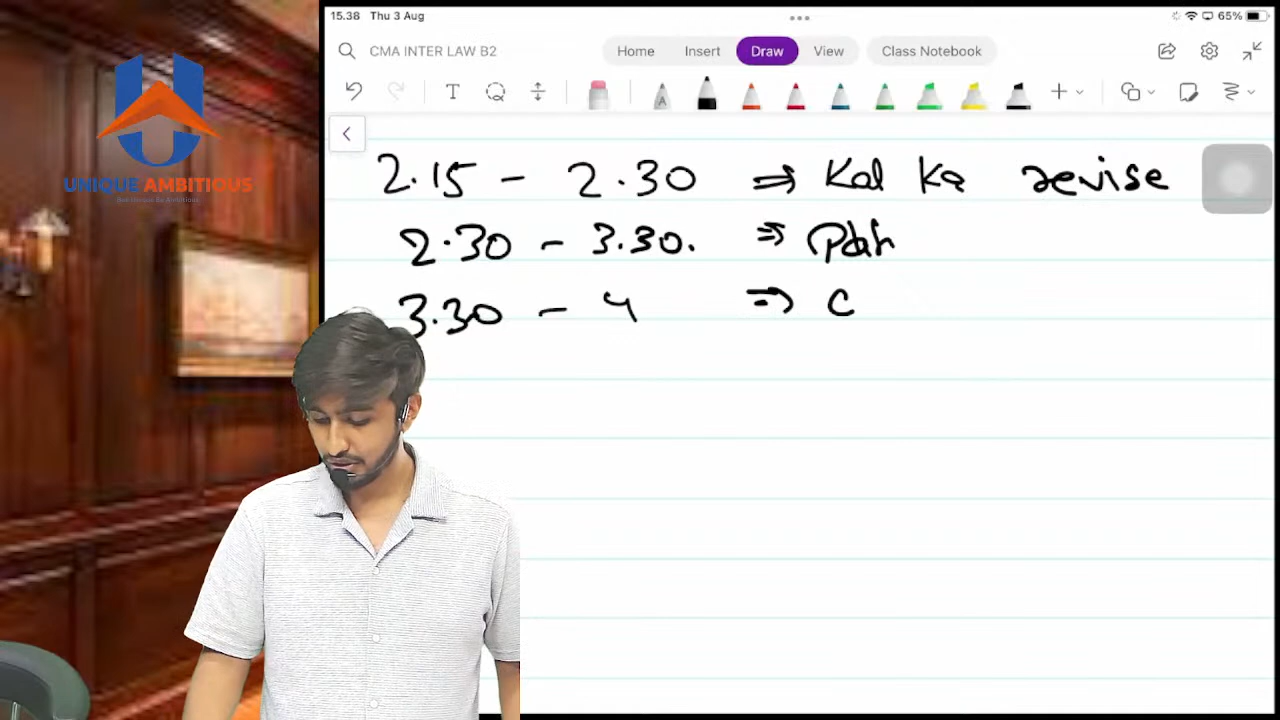 15.38 Thu 3 Aug
65%
CMA INTER LAW B2
Home Insert Draw View Class Notebook
UNIQUE AMBITIOUS
2.15 - 2.30 ⇒ Kal Ka revise
2.30 - 3.30. ⇒ Pdh
3.30 - 4 ⇒ C